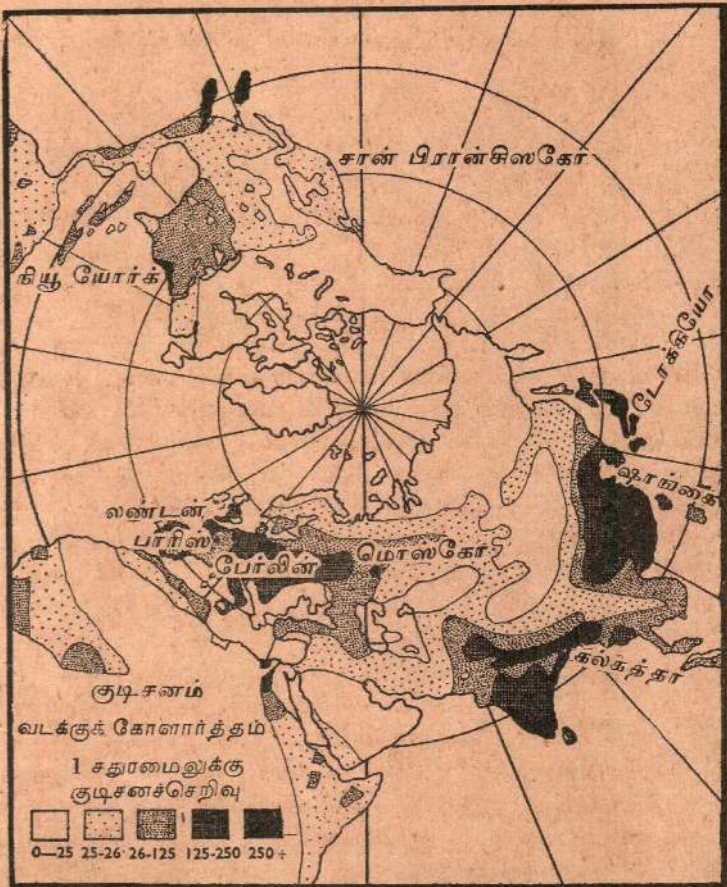 சான் பிரான்சிஸ்கோ
நியூ யோர்க்
டோக்கியோ
ஷாங்கை
லண்டன்
பாரிஸ்
பேர்லின்
மொஸ்கோ
கல்கத்தா
குடிசனம்
வடக்குக் கோளார்த்தம்
1 சதுரமைலுக்கு
குடிசனச்செறிவு
0—25 25-26 26-125 125-250 250+